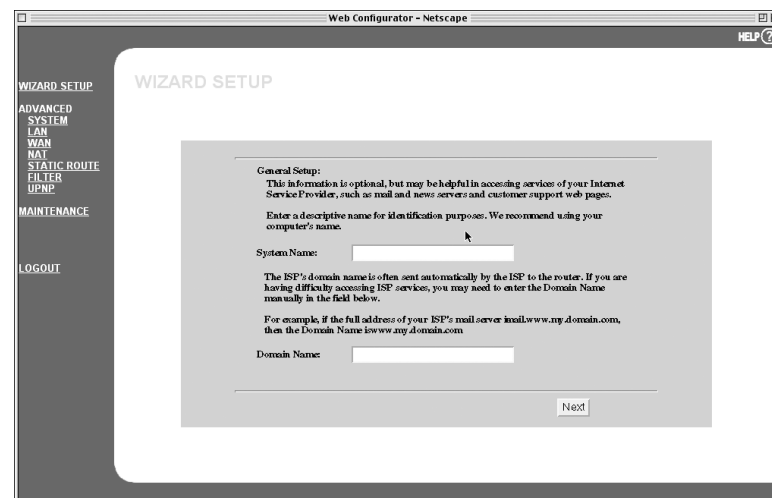 Web Configurator - Netscape
HELP
WIZARD SETUP
ADVANCED
SYSTEM
LAN
WAN
NAT
STATIC ROUTE
FILTER
UPNP
MAINTENANCE
LOGOUT
WIZARD SETUP
General Setup:
This information is optional, but may be helpful in accessing services of your Internet
Service Provider, such as mail and news servers and customer support web pages.
Enter a descriptive name for identification purposes. We recommend using your
computer's name.
System Name:
The ISP's domain name is often sent automatically by the ISP to the router. If you are
having difficulty accessing ISP services, you may need to enter the Domain Name
manually in the field below.
For example, if the full address of your ISP's mail server imail.www.my.domain.com,
then the Domain Name iswww.my.domain.com
Domain Name:
Next